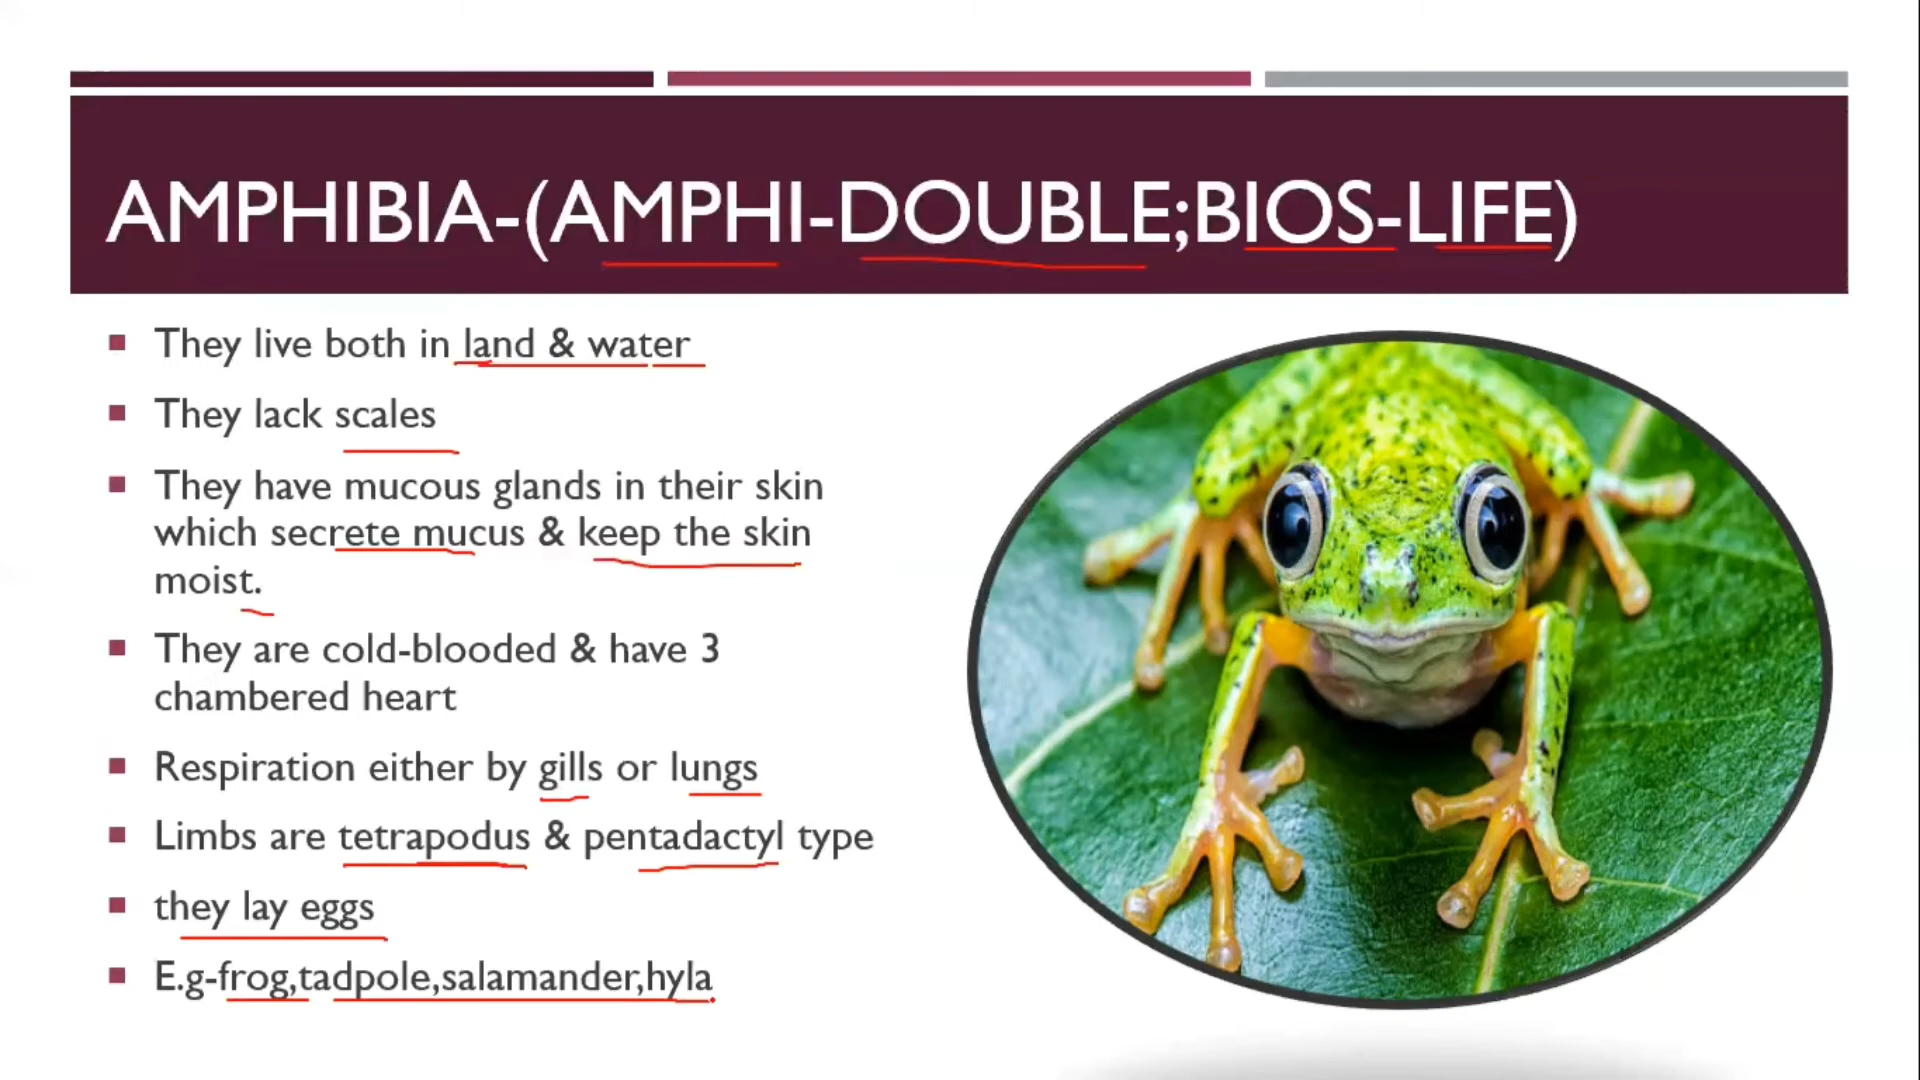 AMPHIBIA-(AMPHI-DOUBLE;BIOS-LIFE)
They live both in land & water
They lack scales
They have mucous glands in their skin
which secrete mucus & keep the skin
moist.
They are cold-blooded & have 3
chambered heart
Respiration either by gills or lungs
Limbs are tetrapodus & pentadactyl type
they lay eggs
E.g-frog,tadpole,salamander,hyla